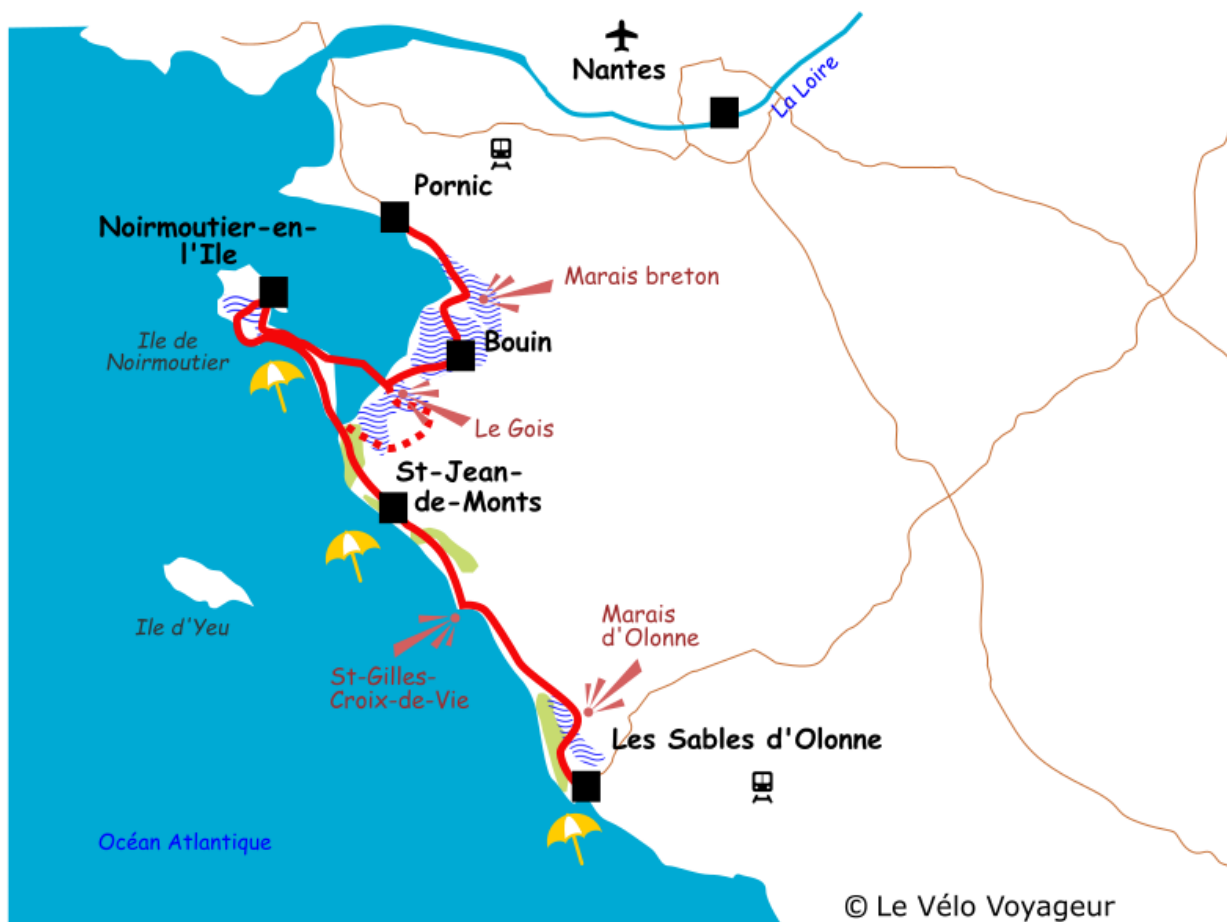 Nantes
La Loire
Pornic
Noirmoutier-en-
l'Ile
Marais breton
Ile de
Noirmoutier
Bouin
Le Gois
St-Jean-
de-Monts
Ile d'Yeu
Marais
d'Olonne
St-Gilles-
Croix-de-Vie
Les Sables d'Olonne
Océan Atlantique
© Le Vélo Voyageur